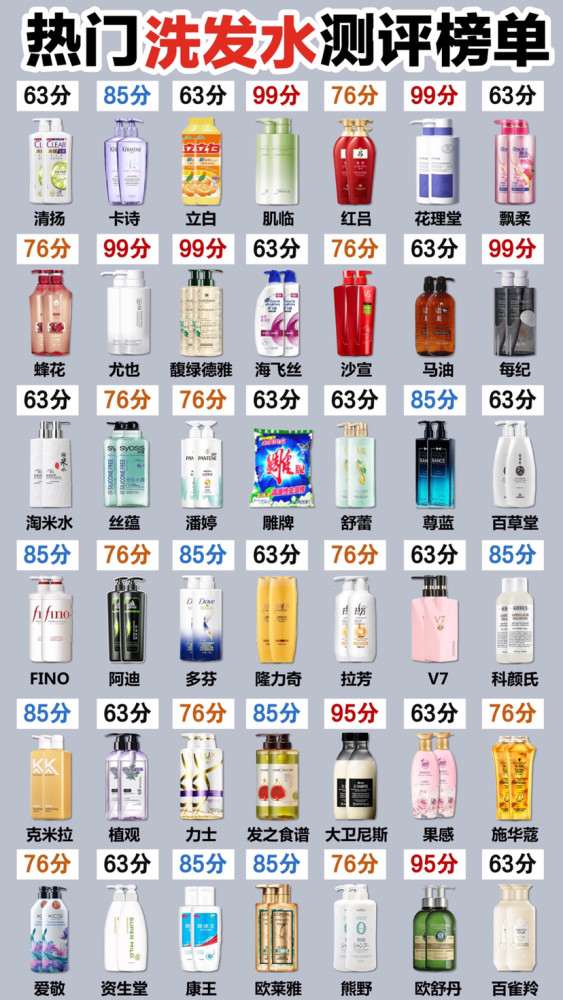 热门洗发水测评榜单
63分 85分 63分 99分 76分 99分 63分
清扬 卡诗 立白 肌临 红吕 花理堂 飘柔
76分 99分 99分 63分 76分 63分 99分
蜂花 尤也 馥绿德雅 海飞丝 沙宣 马油 每纪
63分 76分 76分 63分 63分 85分 63分
淘米水 丝蕴 潘婷 雕牌 舒蕾 尊蓝 百草堂
85分 76分 85分 63分 76分 63分 85分
FINO 阿迪 多芬 隆力奇 拉芳 V7 科颜氏
85分 63分 76分 85分 95分 63分 76分
克米拉 植观 力士 发之食谱 大卫尼斯 果感 施华蔻
76分 63分 85分 85分 76分 95分 63分
爱敬 资生堂 康王 欧莱雅 熊野 欧舒丹 百雀羚